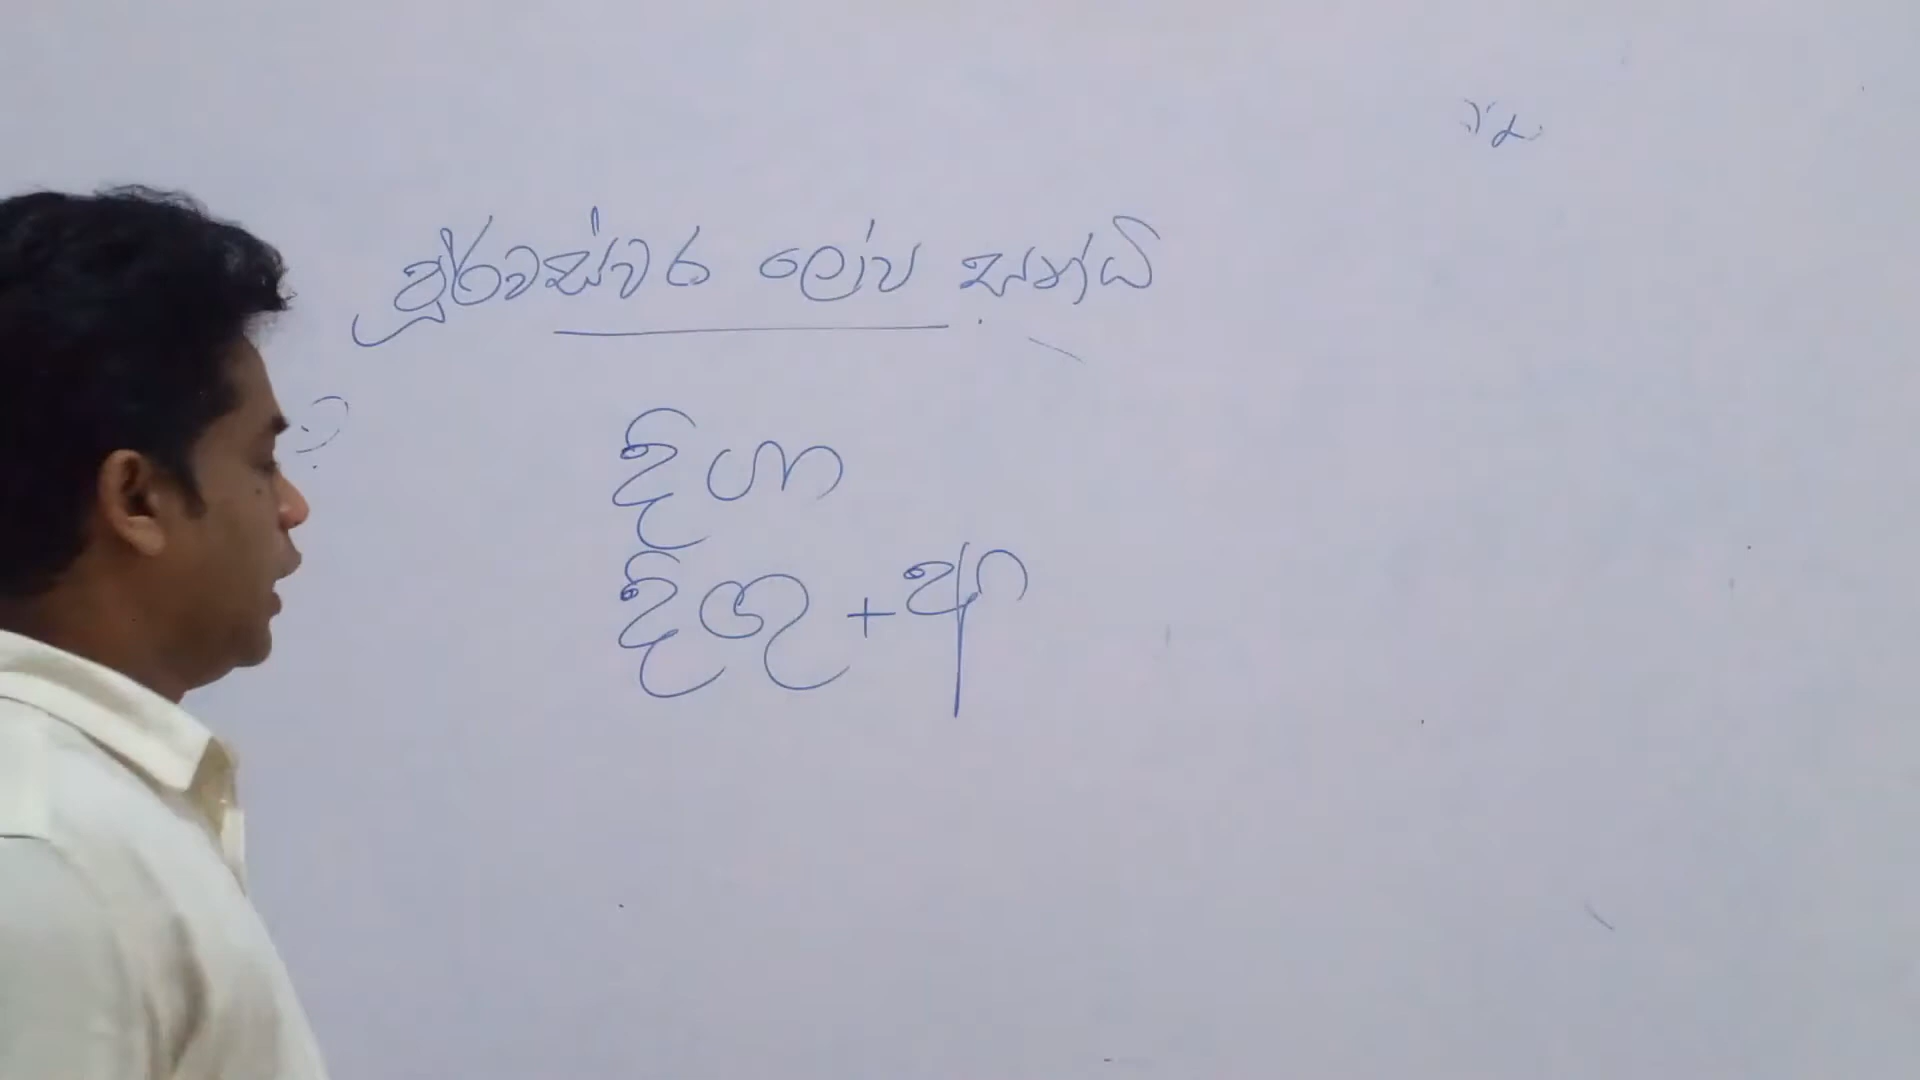 පූර්වස්වර ලෝප සන්ධි
දිගා
දිගු + ආ